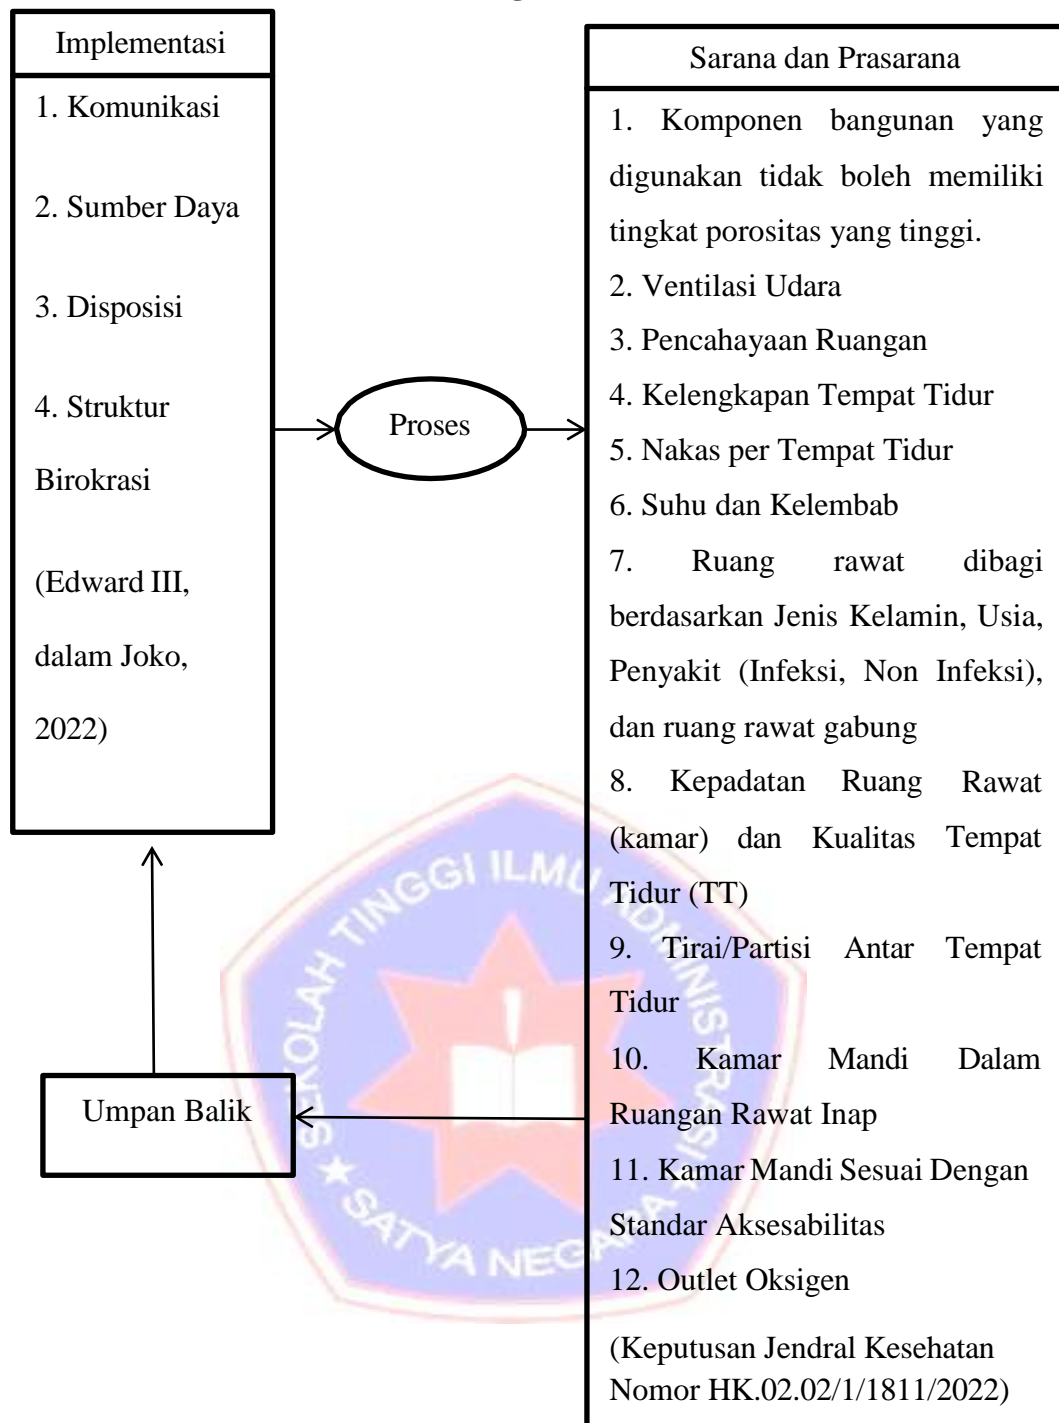 Implementasi
1. Komunikasi
2. Sumber Daya
3. Disposisi
4. Struktur
Birokrasi
(Edward III,
dalam Joko,
2022)
Proses
Sarana dan Prasarana
1. Komponen bangunan yang
digunakan tidak boleh memiliki
tingkat porositas yang tinggi.
2. Ventilasi Udara
3. Pencahayaan Ruangan
4. Kelengkapan Tempat Tidur
5. Nakas per Tempat Tidur
6. Suhu dan Kelembab
7. Ruang rawat dibagi
berdasarkan Jenis Kelamin, Usia,
Penyakit (Infeksi, Non Infeksi),
dan ruang rawat gabung
8. Kepadatan Ruang Rawat
(kamar) dan Kualitas Tempat
Tidur (TT)
9. Tirai/Partisi Antar Tempat
Tidur
10. Kamar Mandi Dalam
Ruangan Rawat Inap
11. Kamar Mandi Sesuai Dengan
Standar Aksesabilitas
12. Outlet Oksigen
(Keputusan Jendral Kesehatan
Nomor HK.02.02/1/1811/2022)
Umpan Balik
SEKOLAH TINGGI ILMU ADMINISTRASI
SATYA NEGARA